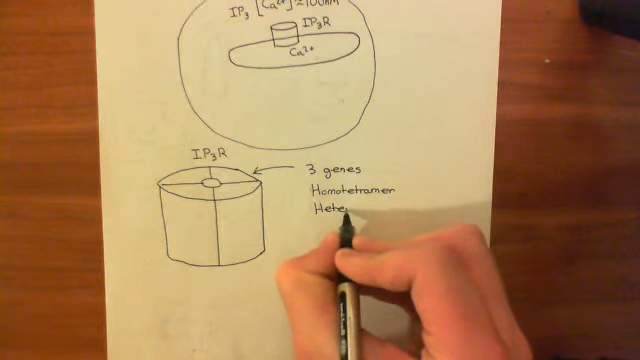 IP3 [Ca2+] ≈ 100nM
IP3R
Ca2+
IP3R
3 genes
Homotetramer
Hete